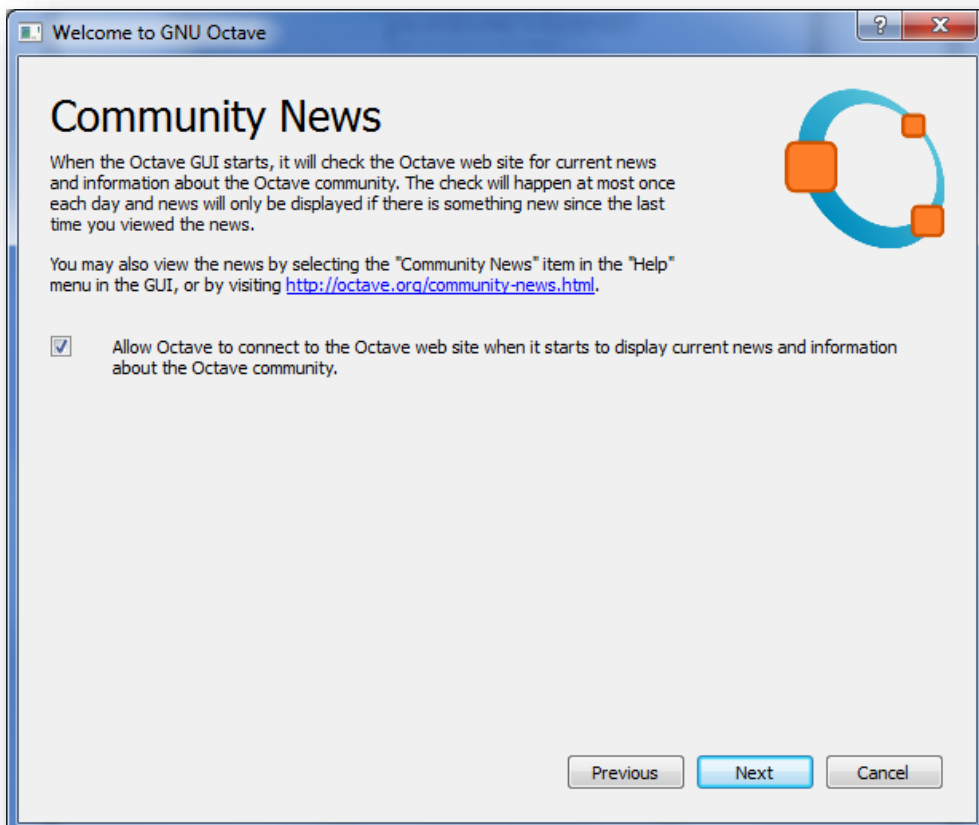 Welcome to GNU Octave
?
X
Community News
When the Octave GUI starts, it will check the Octave web site for current news
and information about the Octave community. The check will happen at most once
each day and news will only be displayed if there is something new since the last
time you viewed the news.
You may also view the news by selecting the "Community News" item in the "Help"
menu in the GUI, or by visiting http://octave.org/community-news.html.
Allow Octave to connect to the Octave web site when it starts to display current news and information
about the Octave community.
Previous Next Cancel